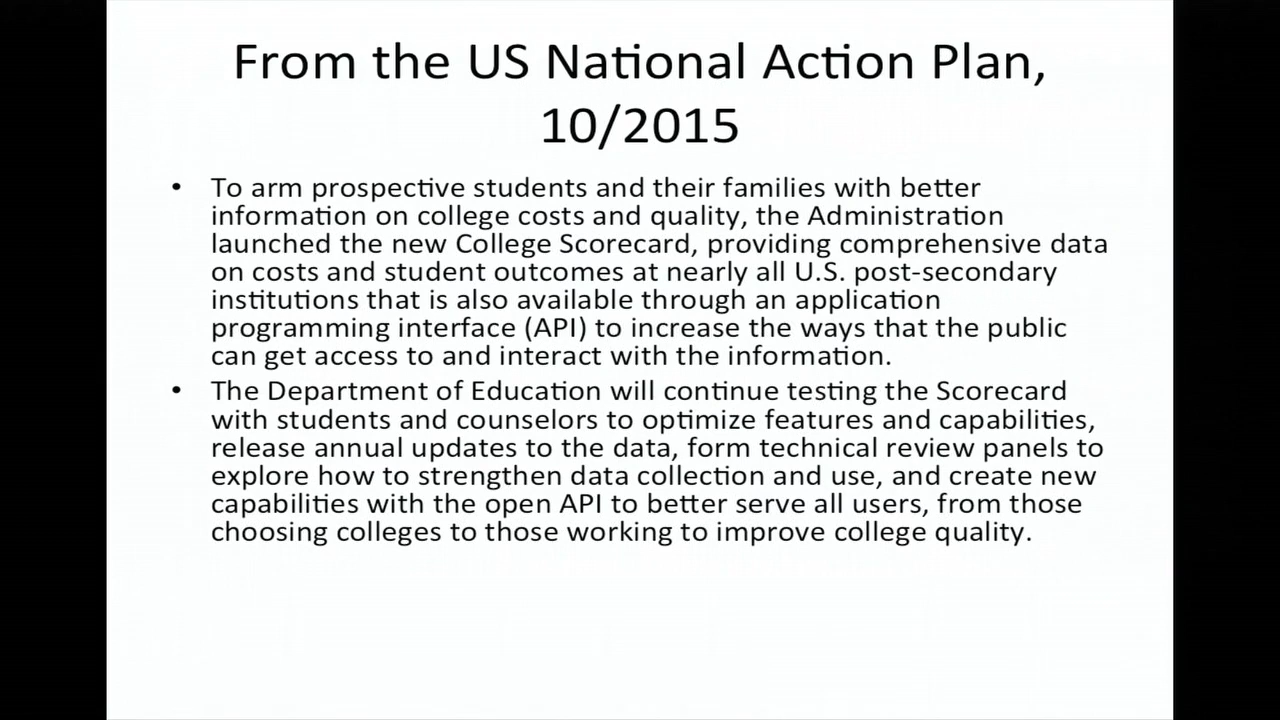 From the US National Action Plan,
10/2015
• To arm prospective students and their families with better
information on college costs and quality, the Administration
launched the new College Scorecard, providing comprehensive data
on costs and student outcomes at nearly all U.S. post-secondary
institutions that is also available through an application
programming interface (API) to increase the ways that the public
can get access to and interact with the information.
• The Department of Education will continue testing the Scorecard
with students and counselors to optimize features and capabilities,
release annual updates to the data, form technical review panels to
explore how to strengthen data collection and use, and create new
capabilities with the open API to better serve all users, from those
choosing colleges to those working to improve college quality.